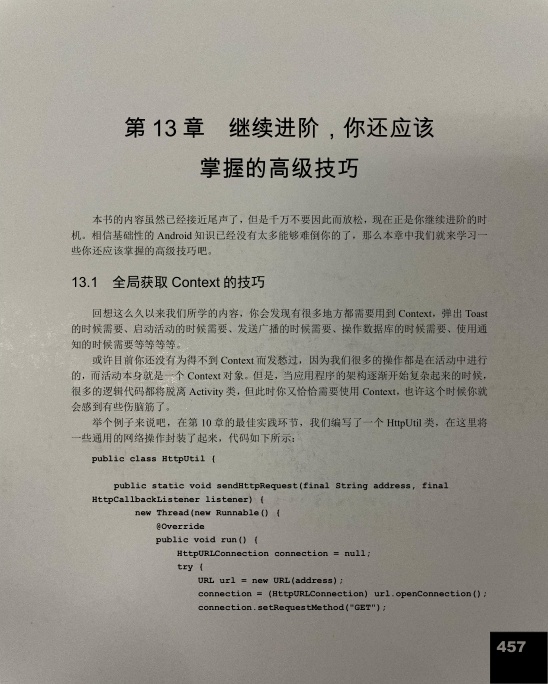 第 13 章　继续进阶，你还应该
掌握的高级技巧
本书的内容虽然已经接近尾声了，但是千万不要因此而放松，现在正是你继续进阶的时
机。相信基础性的 Android 知识已经没有太多能够难倒你的了，那么本章中我们就来学习一
些你还应该掌握的高级技巧吧。
13.1　全局获取 Context 的技巧
回想这么久以来我们所学的内容，你会发现有很多地方都需要用到 Context，弹出 Toast
的时候需要、启动活动的时候需要、发送广播的时候需要、操作数据库的时候需要、使用通
知的时候需要等等等等。
或许目前你还没有为得不到 Context 而发愁过，因为我们很多的操作都是在活动中进行
的，而活动本身就是一个 Context 对象。但是，当应用程序的架构逐渐开始复杂起来的时候，
很多的逻辑代码都将脱离 Activity 类，但此时你又恰恰需要使用 Context，也许这个时候你就
会感到有些伤脑筋了。
举个例子来说吧，在第 10 章的最佳实践环节，我们编写了一个 HttpUtil 类，在这里将
一些通用的网络操作封装了起来，代码如下所示：
public class HttpUtil {
public static void sendHttpRequest(final String address, final
HttpCallbackListener listener) {
new Thread(new Runnable() {
@Override
public void run() {
HttpURLConnection connection = null;
try {
URL url = new URL(address);
connection = (HttpURLConnection) url.openConnection();
connection.setRequestMethod("GET");
457